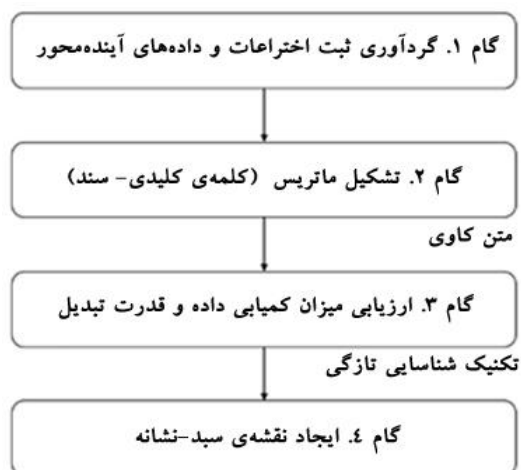 گام ۱. گردآوری ثبت اختراعات و داده‌های آینده‌محور
گام ۲. تشکیل ماتریس (کلمه‌ی کلیدی- سند)
متن کاوی
گام ۳. ارزیابی میزان کمیابی داده و قدرت تبدیل
تکنیک شناسایی تازگی
گام ٤. ایجاد نقشه‌ی سبد-نشانه